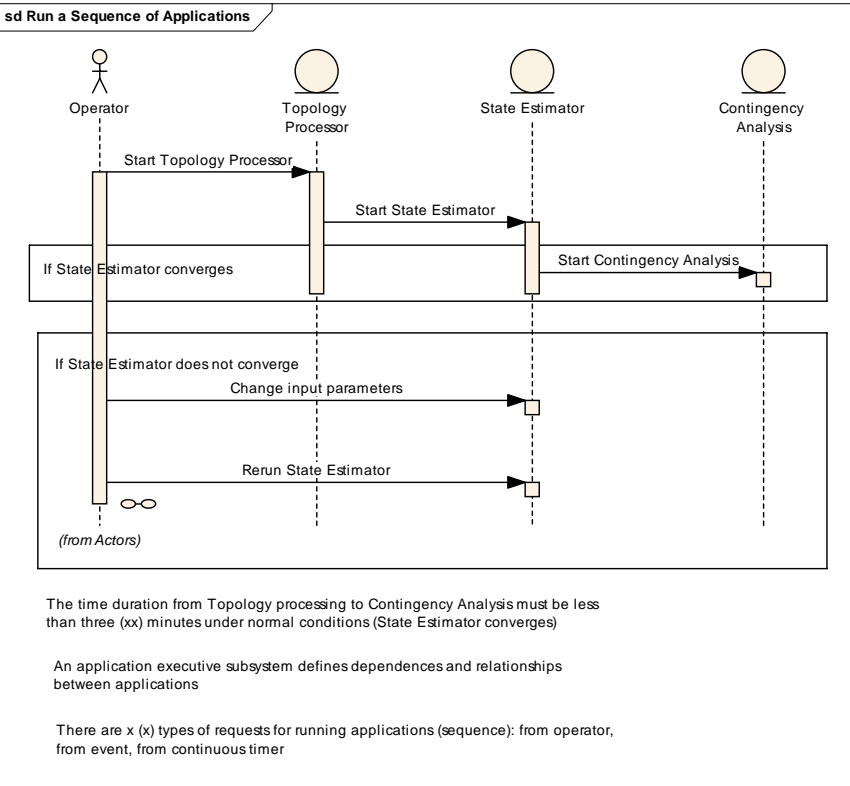 sd Run a Sequence of Applications
Operator
Topology
Processor
State Estimator
Contingency
Analysis
Start Topology Processor
Start State Estimator
If State Estimator converges
Start Contingency Analysis
If State Estimator does not converge
Change input parameters
Rerun State Estimator
(from Actors)
The time duration from Topology processing to Contingency Analysis must be less
than three (xx) minutes under normal conditions (State Estimator converges)
An application executive subsystem defines dependences and relationships
between applications
There are x (x) types of requests for running applications (sequence): from operator,
from event, from continuous timer